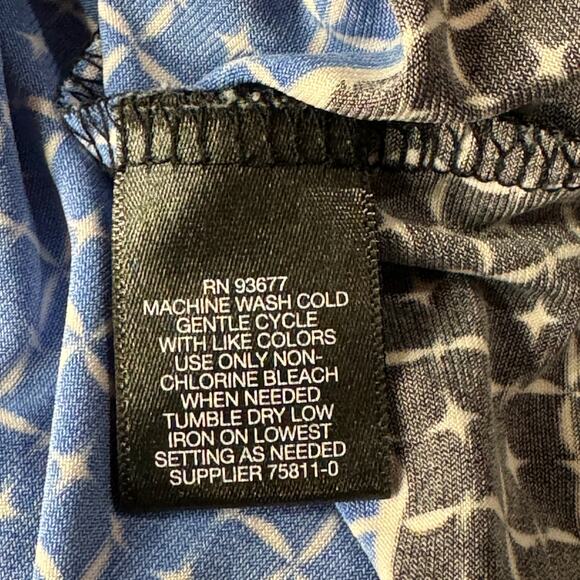 RN 93677
MACHINE WASH COLD
GENTLE CYCLE
WITH LIKE COLORS
USE ONLY NON-
CHLORINE BLEACH
WHEN NEEDED
TUMBLE DRY LOW
IRON ON LOWEST
SETTING AS NEEDED
SUPPLIER 75811-0